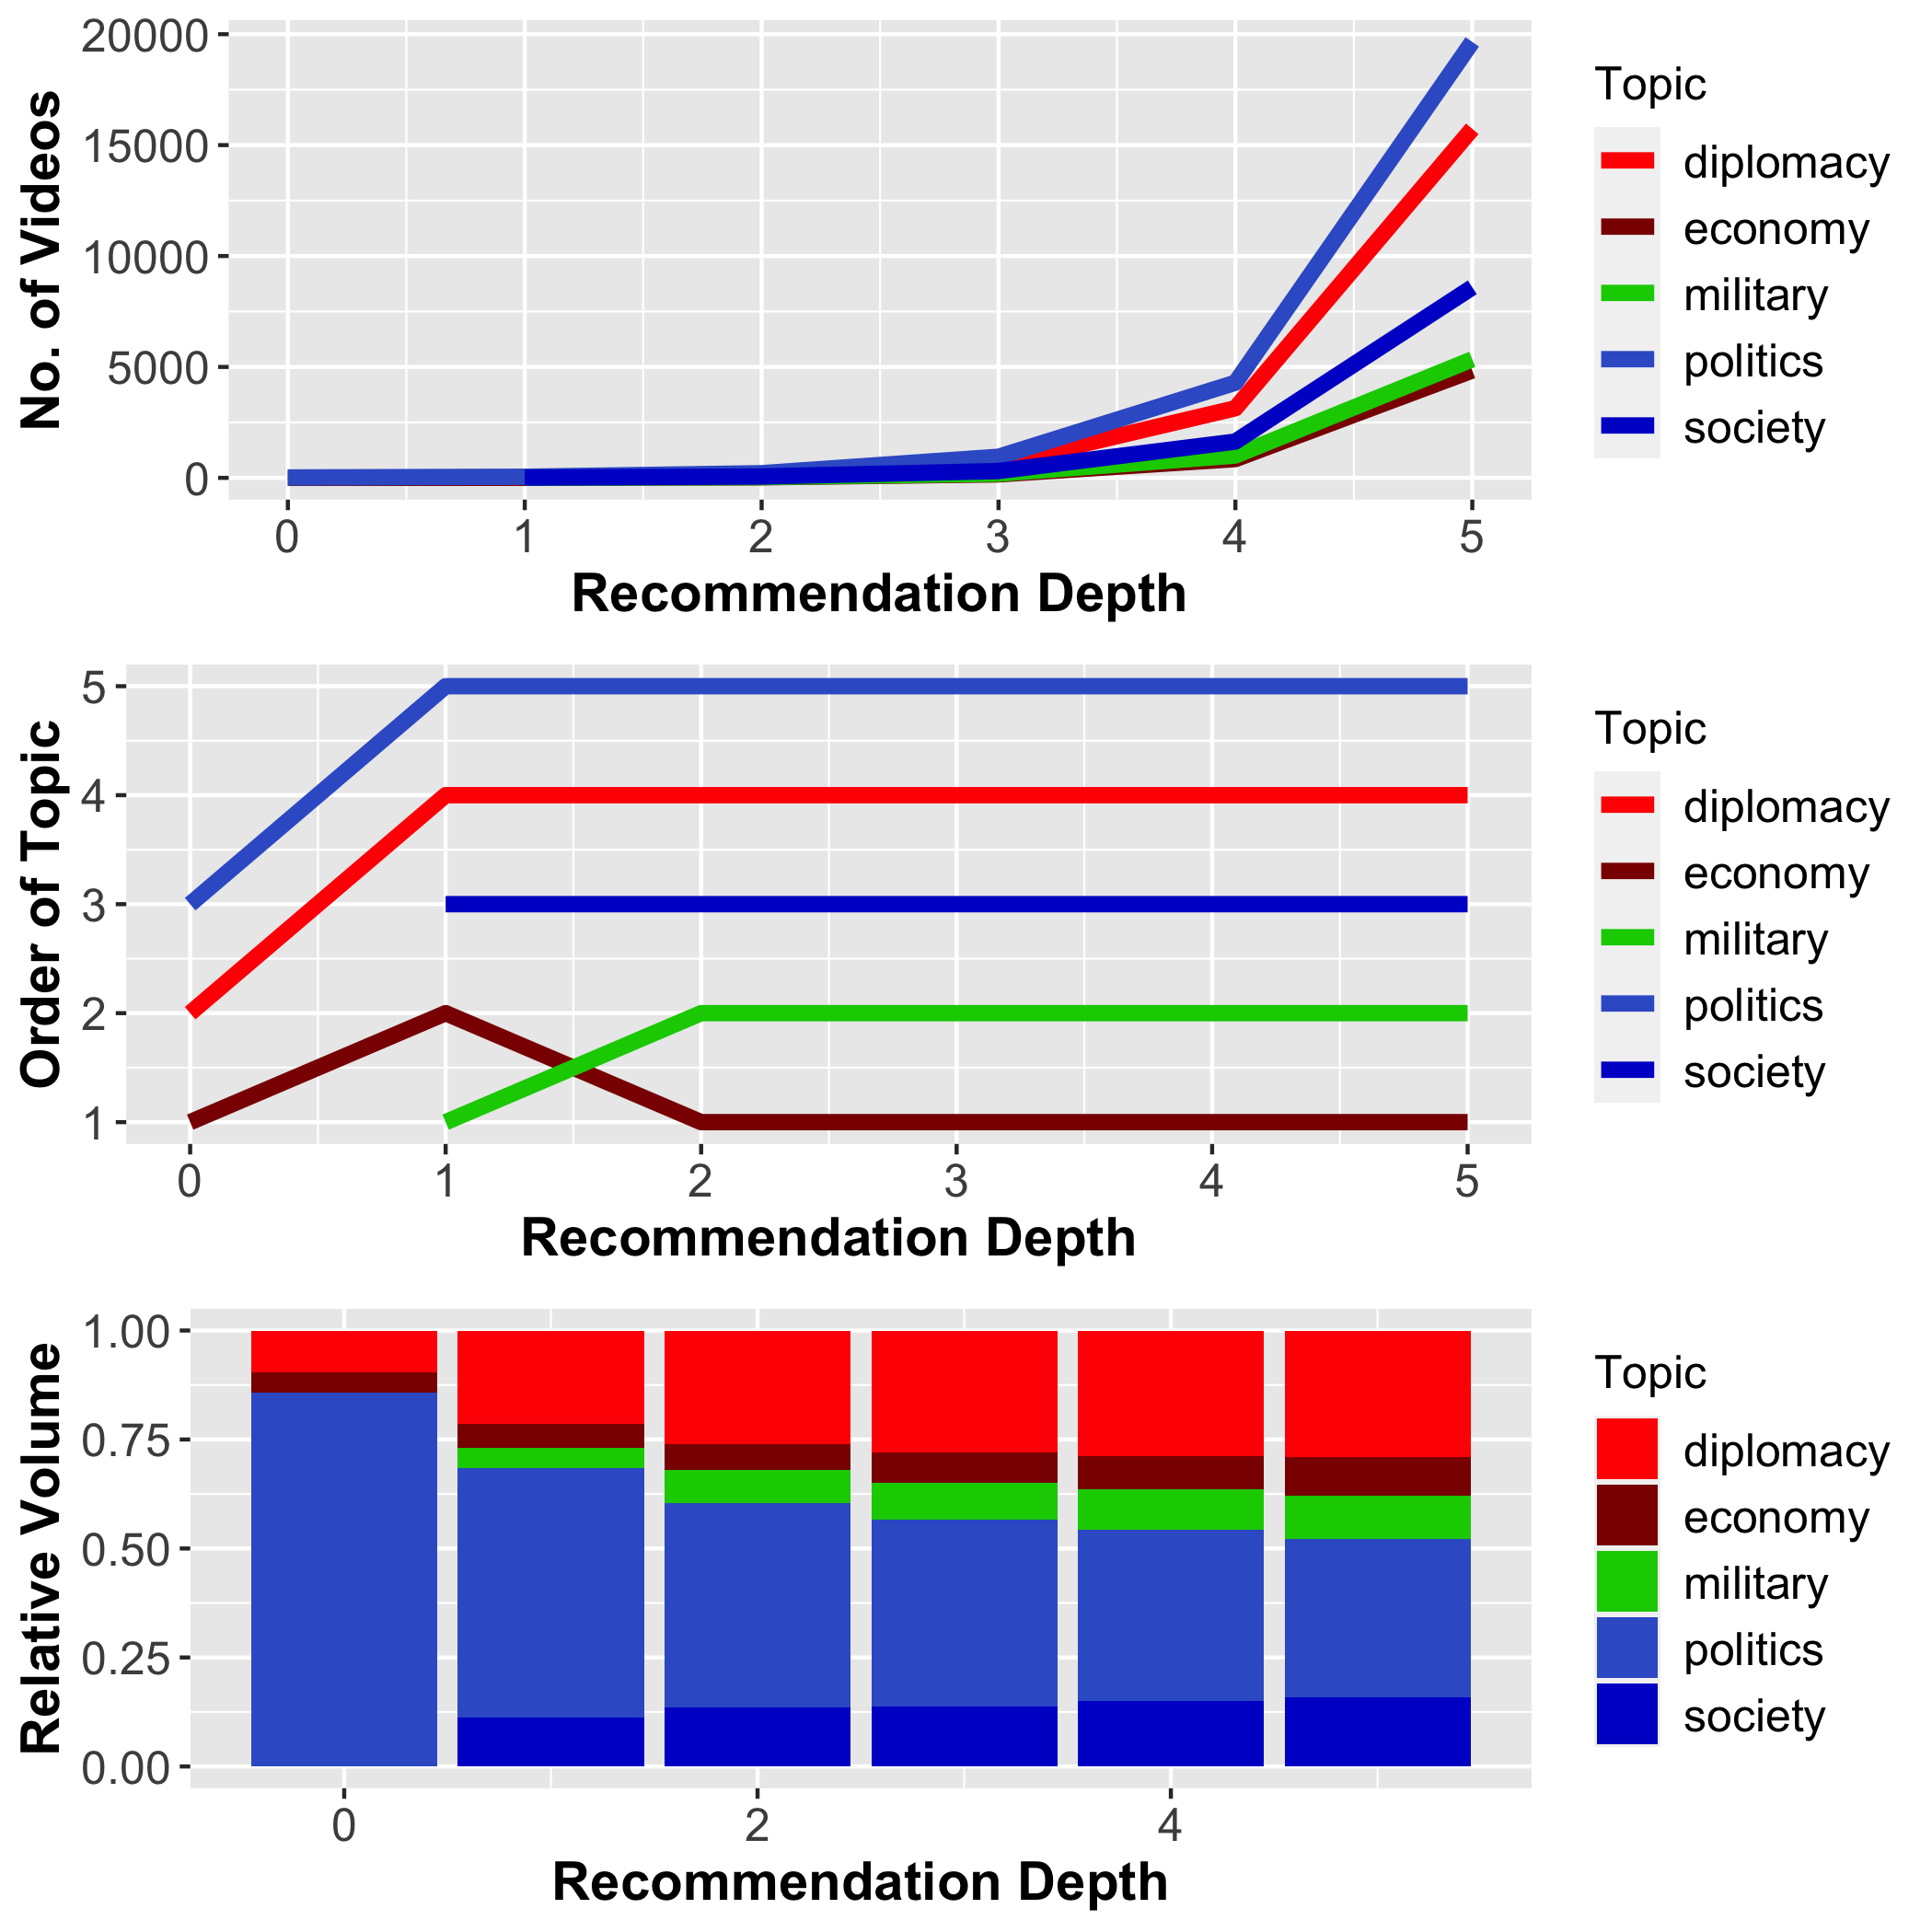 No. of Videos
20000
15000
10000
5000
0
0 1 2 3 4 5
Recommendation Depth
Topic
diplomacy
economy
military
politics
society
Order of Topic
5
4
3
2
1
0 1 2 3 4 5
Recommendation Depth
Topic
diplomacy
economy
military
politics
society
Relative Volume
1.00
0.75
0.50
0.25
0.00
0 2 4
Recommendation Depth
Topic
diplomacy
economy
military
politics
society